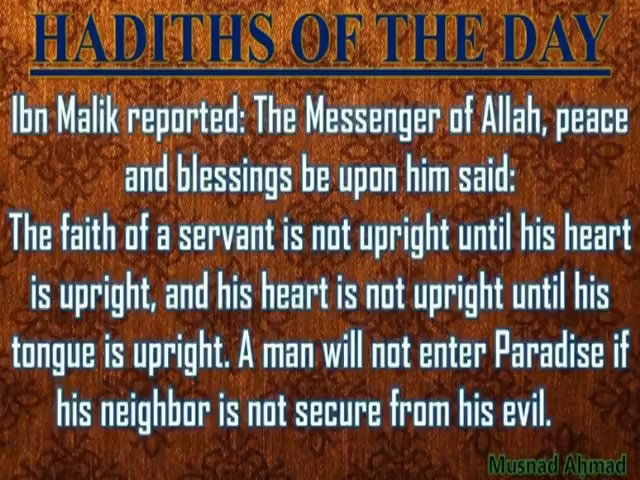 HADITHS OF THE DAY
Ibn Malik reported: The Messenger of Allah, peace
and blessings be upon him said:
The faith of a servant is not upright until his heart
is upright, and his heart is not upright until his
tongue is upright. A man will not enter Paradise if
his neighbor is not secure from his evil.
Musnad Aḥmad